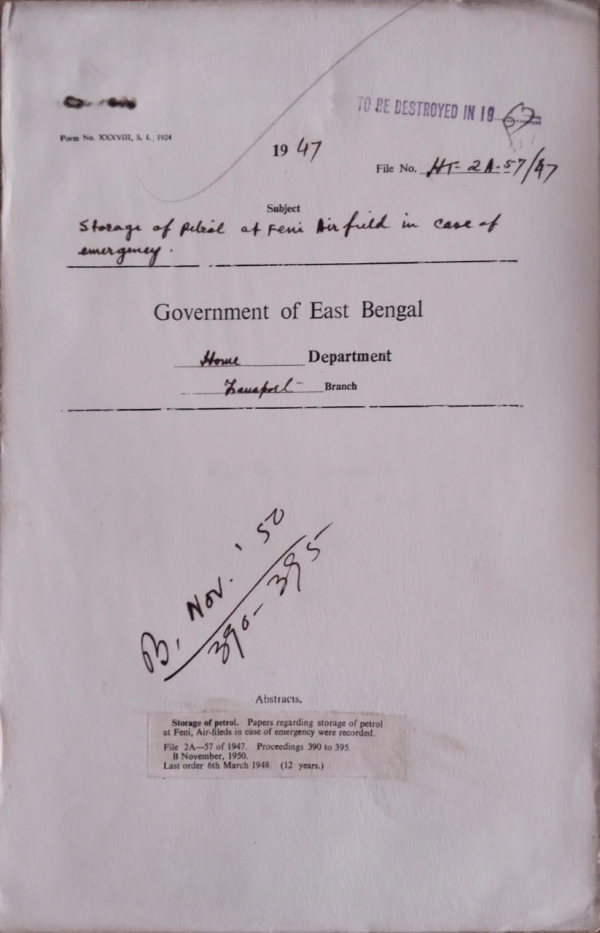 TO BE DESTROYED IN 19
Form No. XXXVIII, S. L. 1924
1947
File No. HT-2A-57/47
Subject
Storage of petrol at Feni Air field in case of
emergency.
Government of East Bengal
Home Department
Transport Branch
B, Nov. '50
390-395
Abstracts.
Storage of petrol. Papers regarding storage of petrol
at Feni, Air-fileds in case of emergency were recorded.
File 2A—57 of 1947. Proceedings 390 to 395.
B November, 1950.
Last order 6th March 1948. (12 years.)